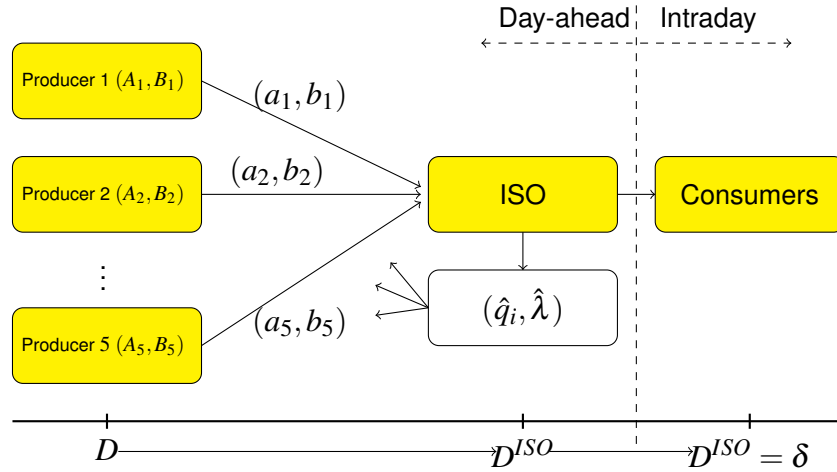 Day-ahead Intraday
Producer 1 (A₁, B₁)
(a₁, b₁)
Producer 2 (A₂, B₂)
(a₂, b₂)
ISO
Consumers
⋮
(q̂ᵢ, λ̂)
Producer 5 (A₅, B₅)
(a₅, b₅)
D D^{ISO} D^{ISO} = δ